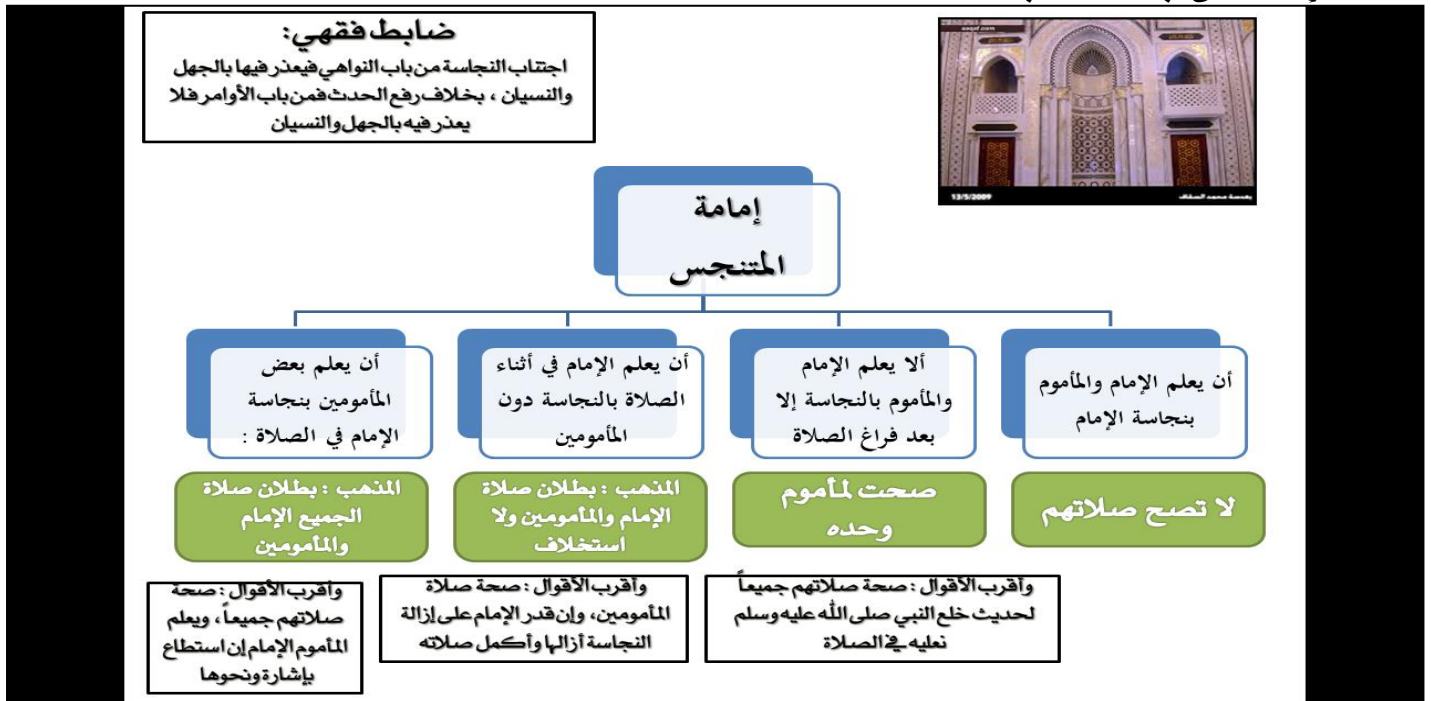 ضابط فقهي:
اجتناب النجاسة من باب النواهي فيعذر فيها بالجهل
والنسيان ، بخلاف رفع الحدث فمن باب الأوامر فلا
يعذر فيه بالجهل والنسيان
13/5/2009
بعدسة محمد السقاف
إمامة
المتنجس
أن يعلم الإمام والمأموم
بنجاسة الإمام
ألا يعلم الإمام
والمأموم بالنجاسة إلا
بعد فراغ الصلاة
أن يعلم الإمام في أثناء
الصلاة بالنجاسة دون
المأمومين
أن يعلم بعض
المأمومين بنجاسة
الإمام في الصلاة :
لا تصح صلاتهم
صحت لمأموم
وحده
المذهب : بطلان صلاة
الإمام والمأمومين ولا
استخلاف
المذهب : بطلان صلاة
الجميع الإمام
والمأمومين
وأقرب الأقوال : صحة صلاتهم جميعاً
لحديث خلع النبي صلى الله عليه وسلم
نعليه في الصلاة
وأقرب الأقوال : صحة صلاة
المأمومين، وإن قدر الإمام على إزالة
النجاسة أزالها وأكمل صلاته
وأقرب الأقوال : صحة
صلاتهم جميعاً ، ويعلم
المأموم الإمام إن استطاع
بإشارة ونحوها